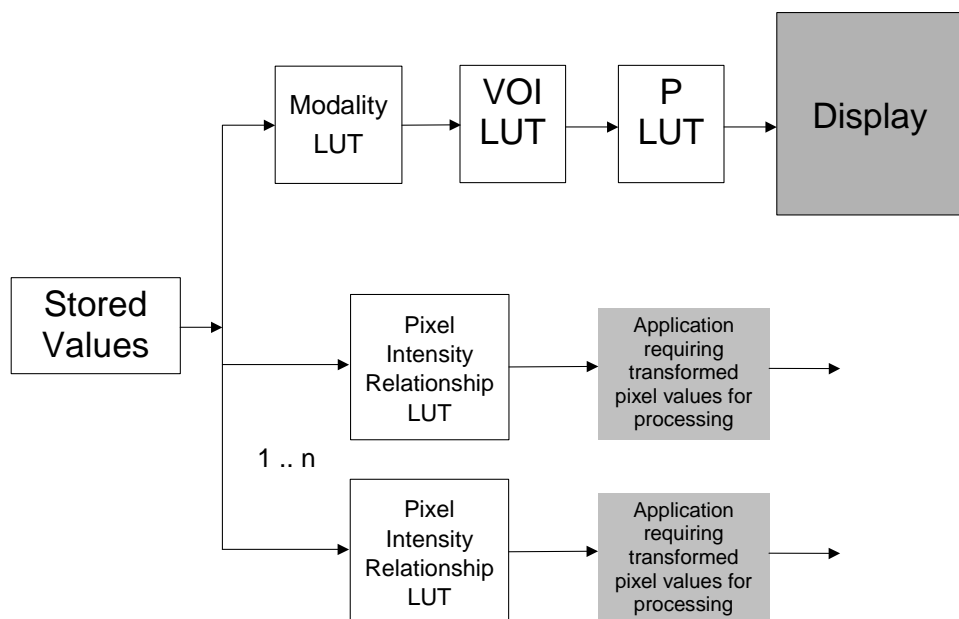 Modality
LUT
VOI
LUT
P
LUT
Display
Stored
Values
Pixel
Intensity
Relationship
LUT
Application
requiring
transformed
pixel values for
processing
1 .. n
Pixel
Intensity
Relationship
LUT
Application
requiring
transformed
pixel values for
processing